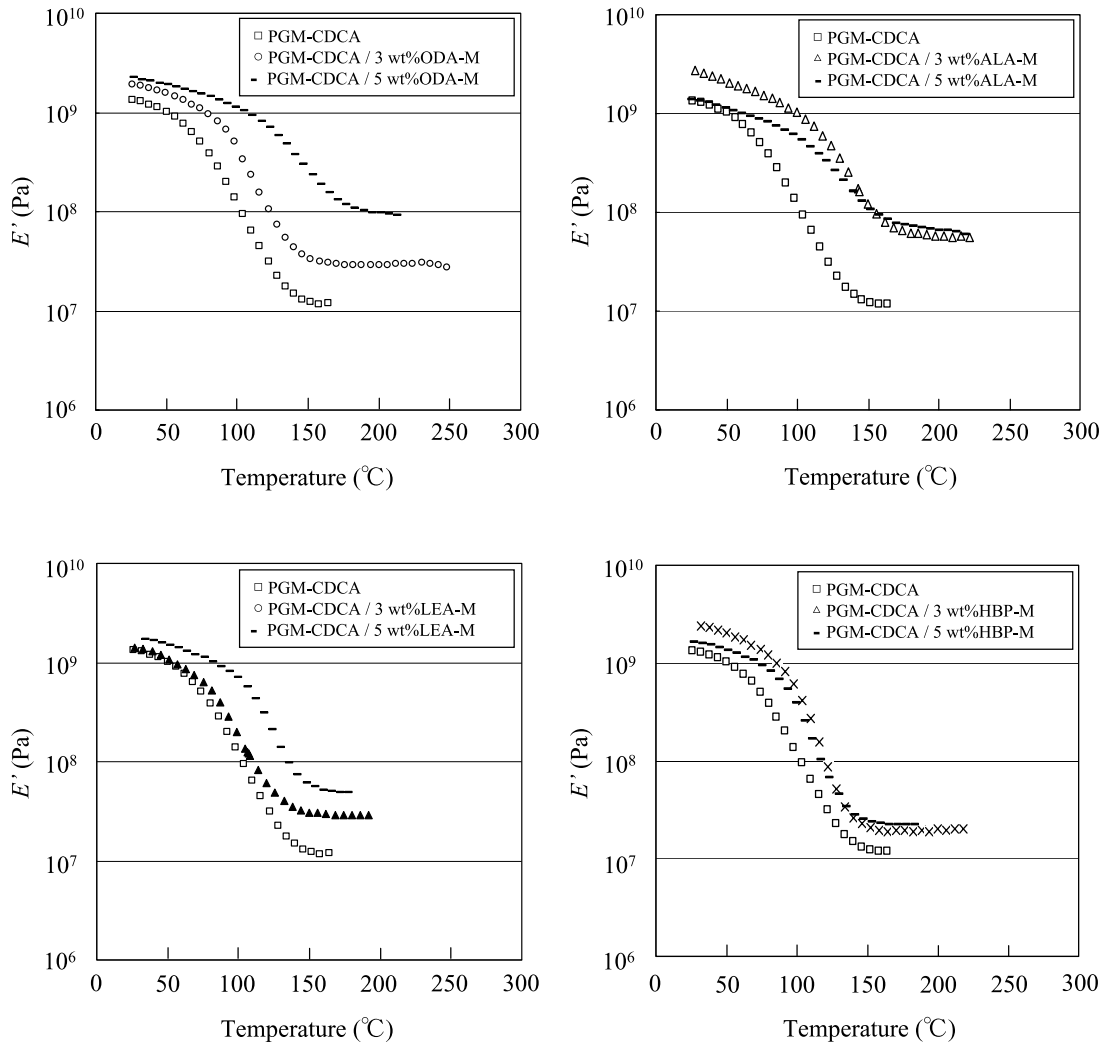 10^10
10^9
10^8
10^7
10^6
E' (Pa)
PGM-CDCA
PGM-CDCA / 3 wt%ODA-M
PGM-CDCA / 5 wt%ODA-M
0 50 100 150 200 250 300
Temperature (℃)
10^10
10^9
10^8
10^7
10^6
E' (Pa)
PGM-CDCA
PGM-CDCA / 3 wt%ALA-M
PGM-CDCA / 5 wt%ALA-M
0 50 100 150 200 250 300
Temperature (℃)
10^10
10^9
10^8
10^7
10^6
E' (Pa)
PGM-CDCA
PGM-CDCA / 3 wt%LEA-M
PGM-CDCA / 5 wt%LEA-M
0 50 100 150 200 250 300
Temperature (℃)
10^10
10^9
10^8
10^7
10^6
E' (Pa)
PGM-CDCA
PGM-CDCA / 3 wt%HBP-M
PGM-CDCA / 5 wt%HBP-M
0 50 100 150 200 250 300
Temperature (℃)